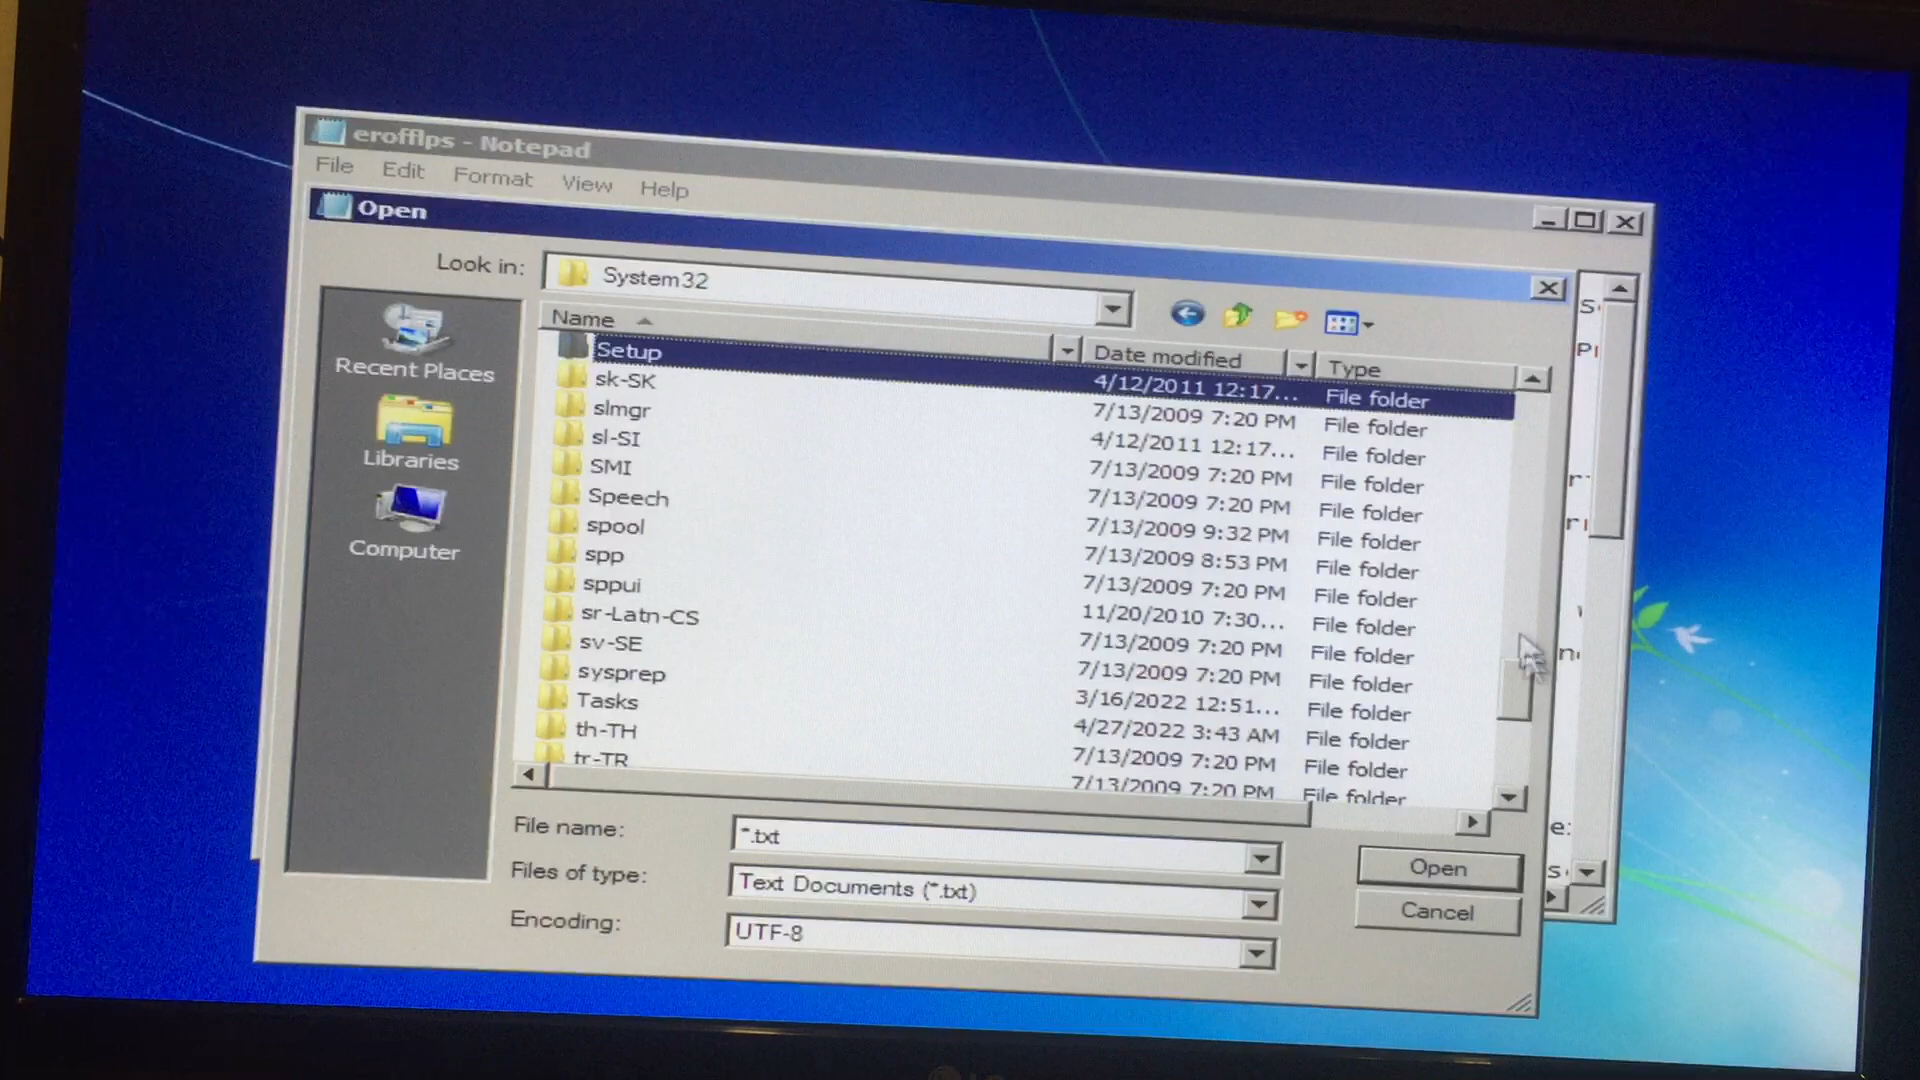 erofflps - Notepad
File Edit Format View Help
Open
Look in: System32
Recent Places
Libraries
Computer
Name Date modified Type
Setup 4/12/2011 12:17... File folder
sk-SK 7/13/2009 7:20 PM File folder
slmgr 4/12/2011 12:17... File folder
sl-SI 7/13/2009 7:20 PM File folder
SMI 7/13/2009 7:20 PM File folder
Speech 7/13/2009 9:32 PM File folder
spool 7/13/2009 8:53 PM File folder
spp 7/13/2009 7:20 PM File folder
sppui 11/20/2010 7:30... File folder
sr-Latn-CS 7/13/2009 7:20 PM File folder
sv-SE 7/13/2009 7:20 PM File folder
sysprep 3/16/2022 12:51... File folder
Tasks 4/27/2022 3:43 AM File folder
th-TH 7/13/2009 7:20 PM File folder
tr-TR 7/13/2009 7:20 PM File folder
File name: *.txt
Files of type: Text Documents (*.txt)
Encoding: UTF-8
Open
Cancel